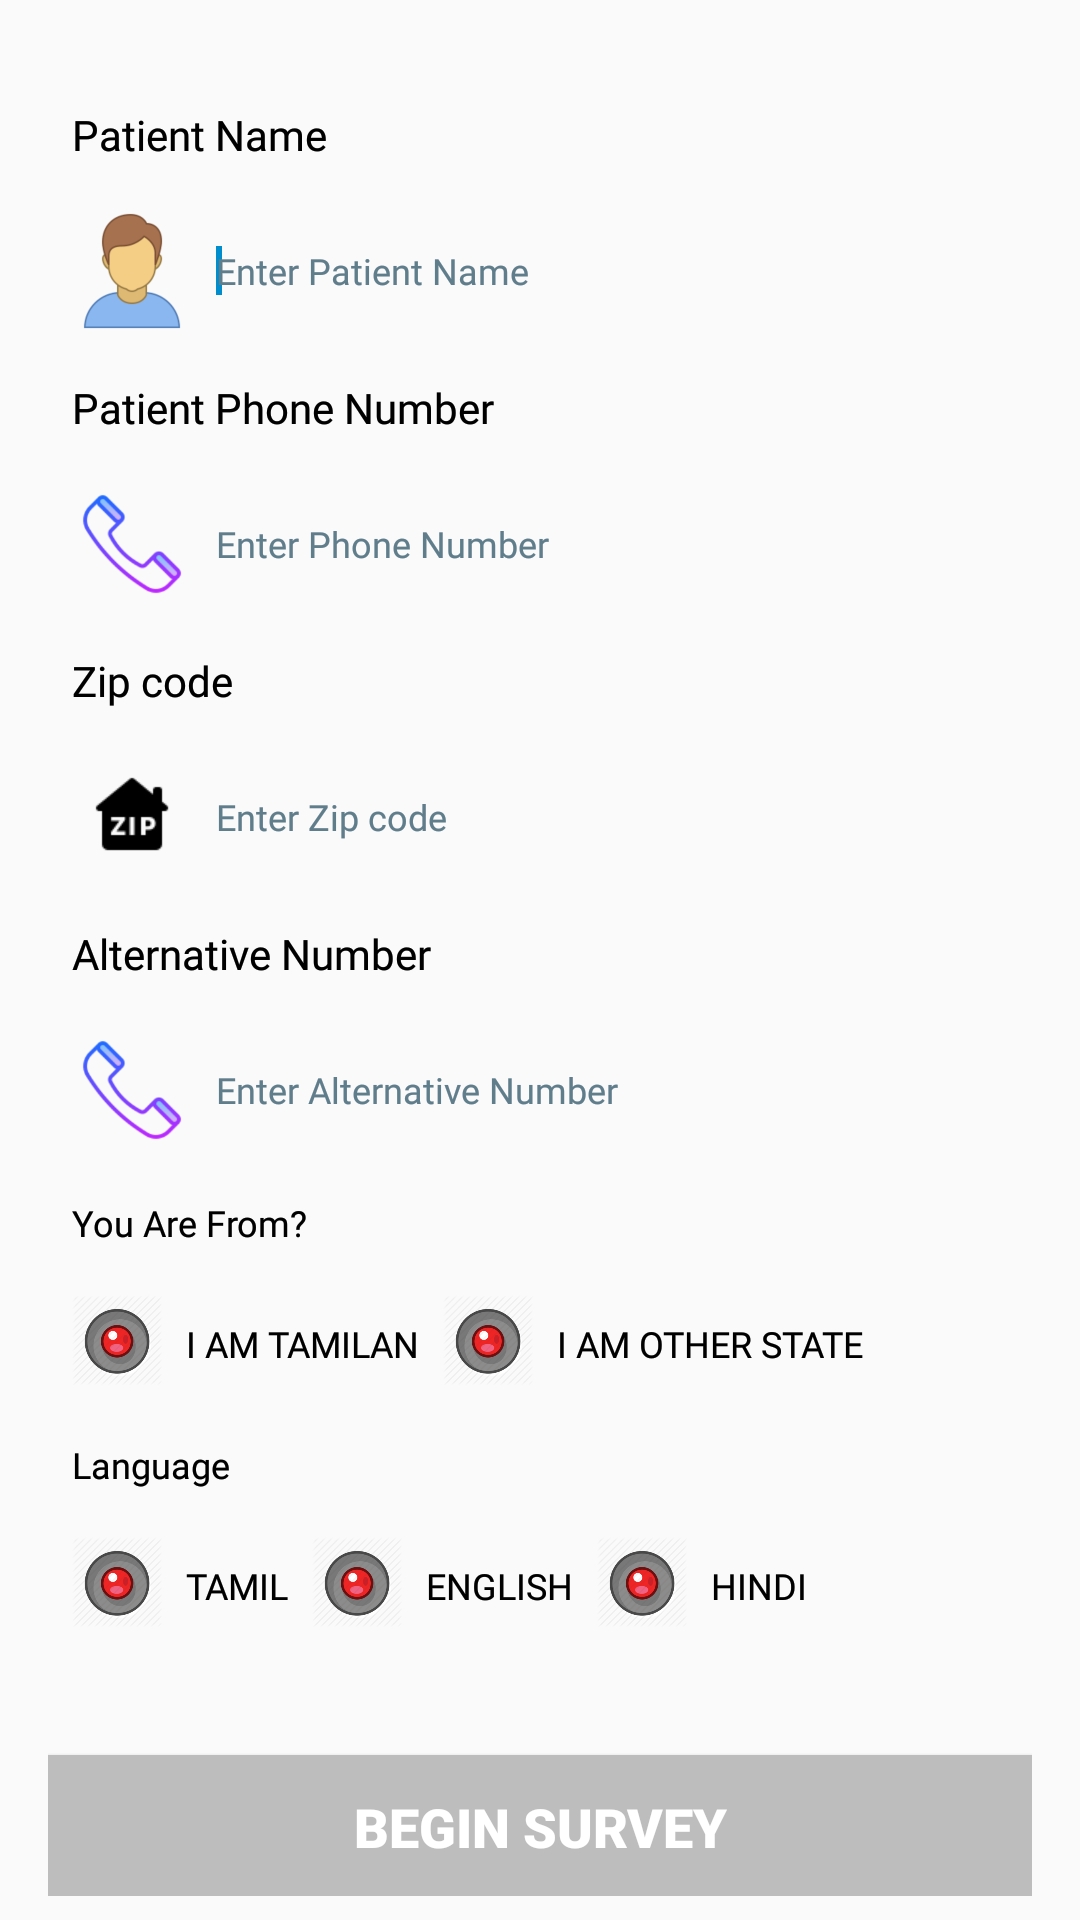 Patient Name
Enter Patient Name
Patient Phone Number
Enter Phone Number
Zip code
ZIP
Enter Zip code
Alternative Number
Enter Alternative Number
You Are From?
I AM TAMILAN I AM OTHER STATE
Language
TAMIL ENGLISH HINDI
BEGIN SURVEY